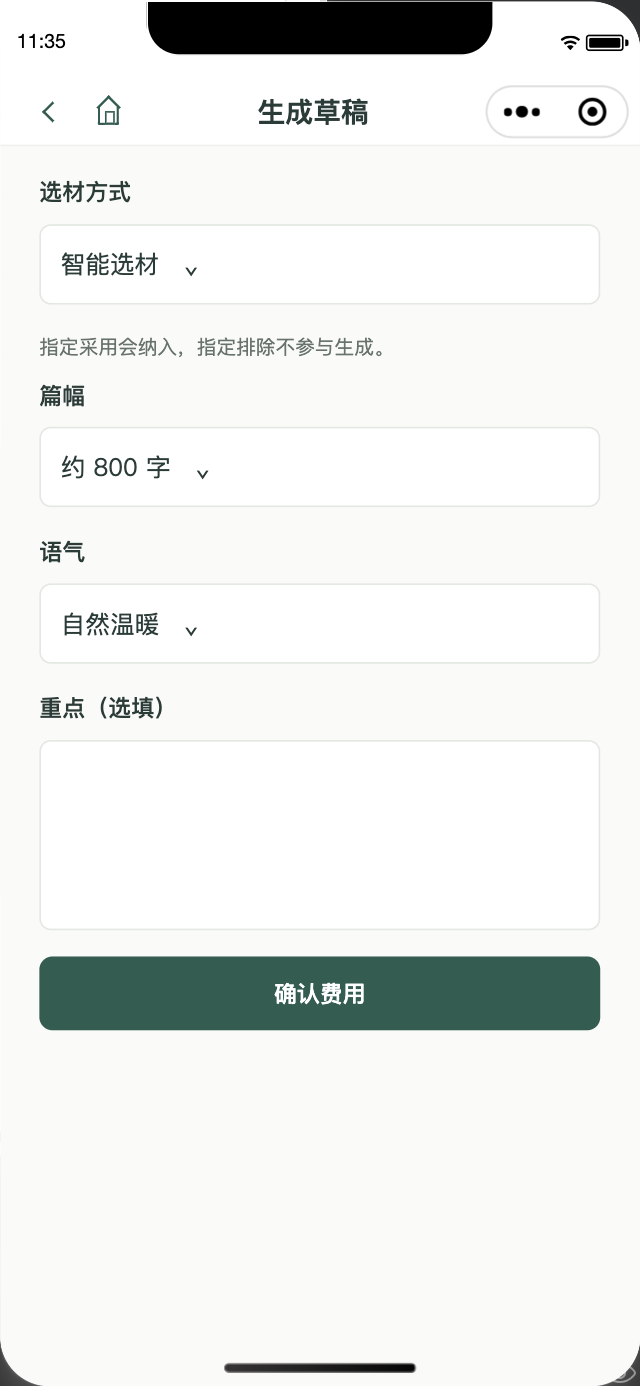 11:35
生成草稿
选材方式
智能选材
指定采用会纳入，指定排除不参与生成。
篇幅
约 800 字
语气
自然温暖
重点（选填）
确认费用